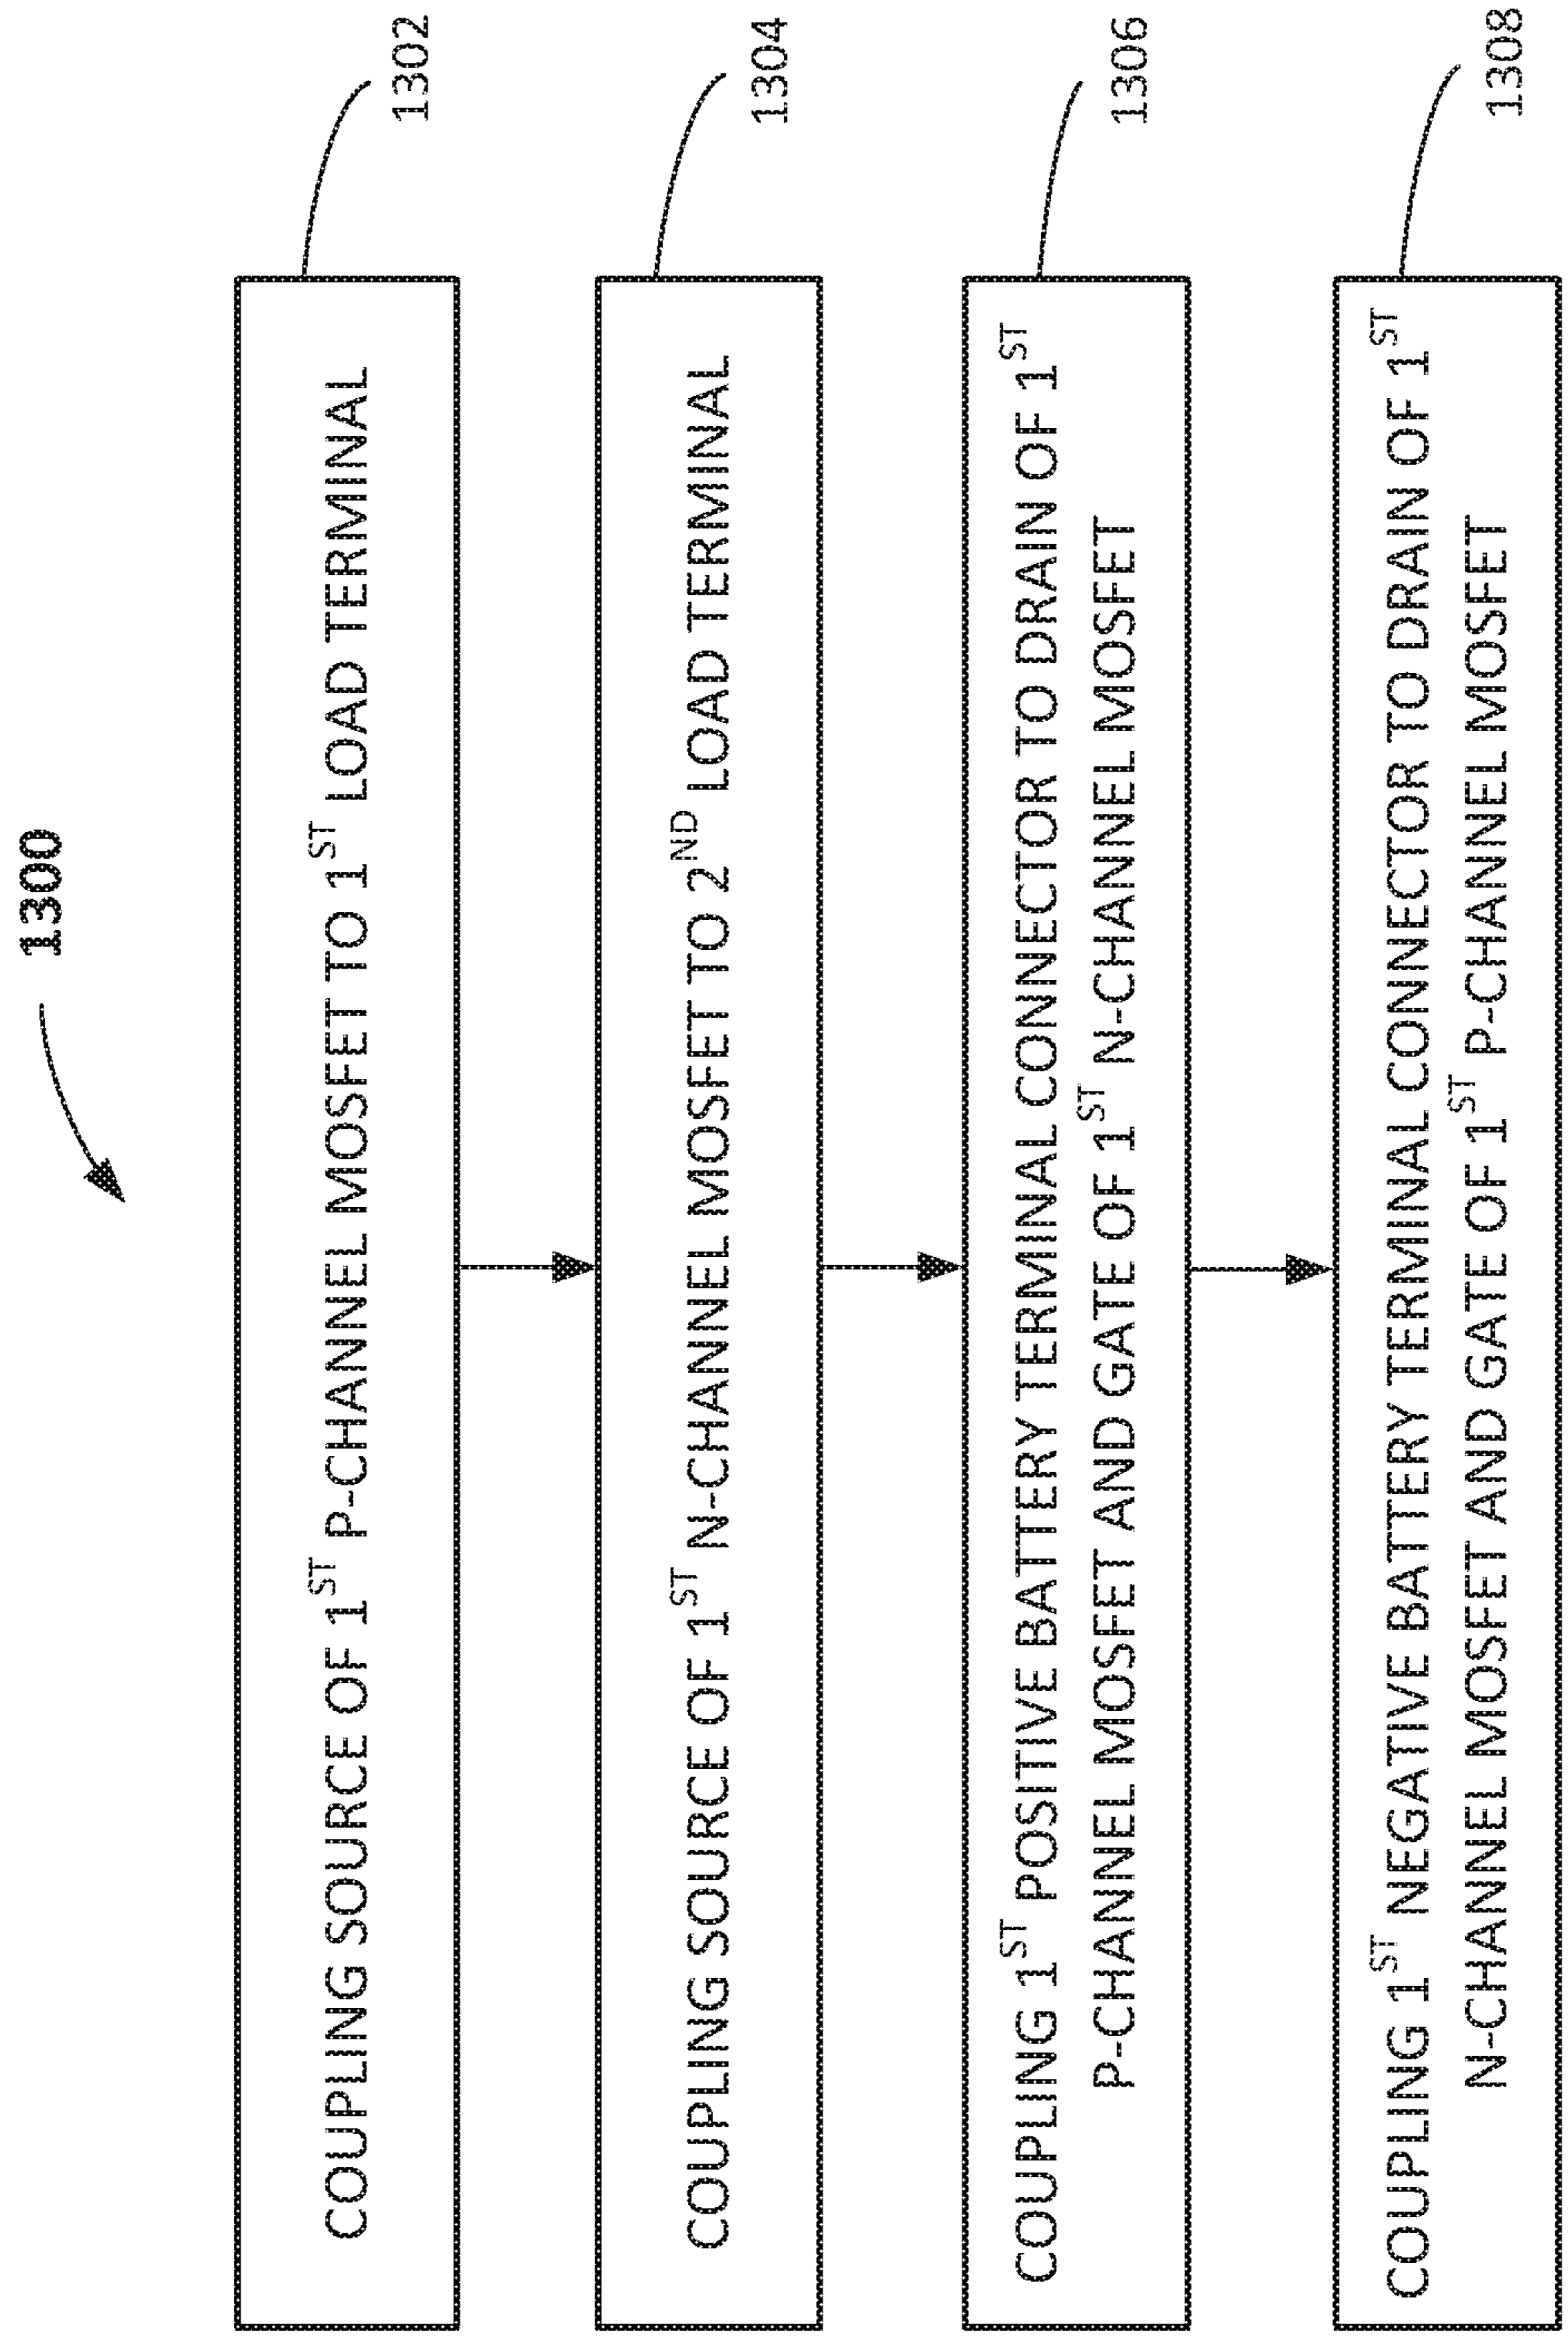 1300
COUPLING SOURCE OF 1ST P-CHANNEL MOSFET TO 1ST LOAD TERMINAL
1302
COUPLING SOURCE OF 1ST N-CHANNEL MOSFET TO 2ND LOAD TERMINAL
1304
COUPLING 1ST POSITIVE BATTERY TERMINAL CONNECTOR TO DRAIN OF 1ST
P-CHANNEL MOSFET AND GATE OF 1ST N-CHANNEL MOSFET
1306
COUPLING 1ST NEGATIVE BATTERY TERMINAL CONNECTOR TO DRAIN OF 1ST
N-CHANNEL MOSFET AND GATE OF 1ST P-CHANNEL MOSFET
1308